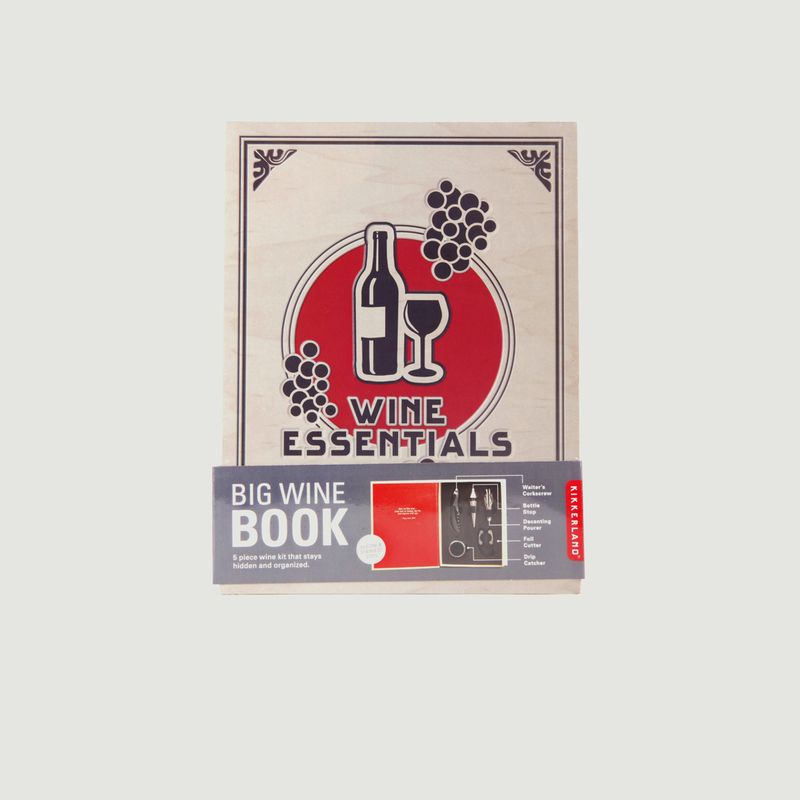 WINE
ESSENTIALS
BIG WINE
BOOK
5 piece wine kit that stays
hidden and organized.
Waiter's
Corkscrew
Bottle
Stop
Decanting
Pourer
Foil
Cutter
Drip
Catcher
KIKKERLAND®